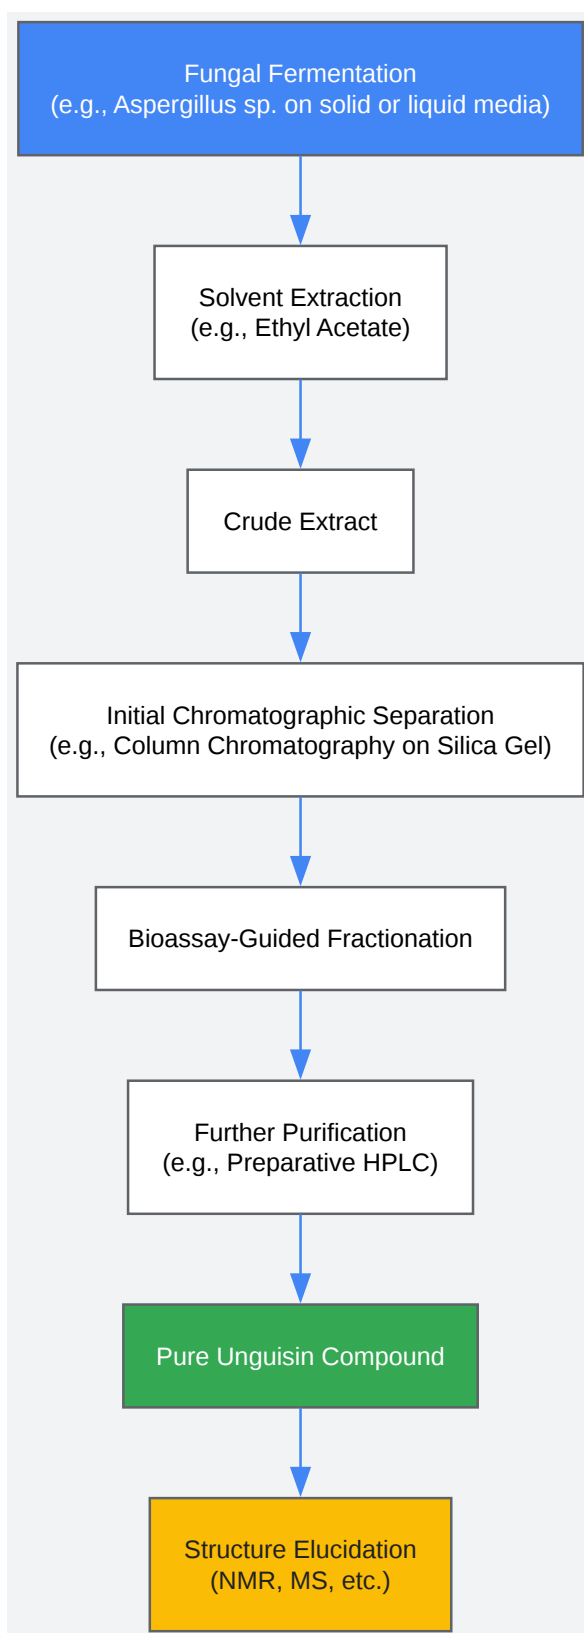 Fungal Fermentation
(e.g., Aspergillus sp. on solid or liquid media)
Solvent Extraction
(e.g., Ethyl Acetate)
Crude Extract
Initial Chromatographic Separation
(e.g., Column Chromatography on Silica Gel)
Bioassay-Guided Fractionation
Further Purification
(e.g., Preparative HPLC)
Pure Unguisin Compound
Structure Elucidation
(NMR, MS, etc.)